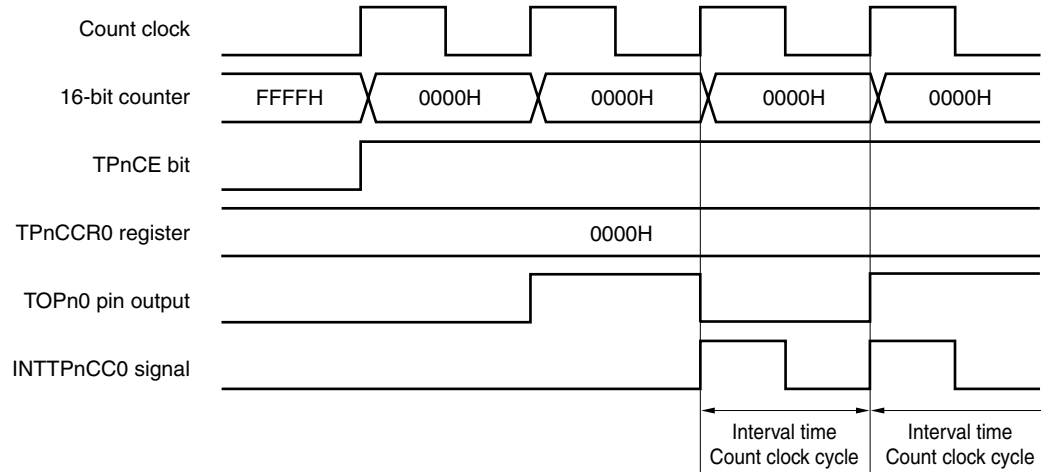 Count clock
16-bit counter FFFFH 0000H 0000H 0000H 0000H
TPnCE bit
TPnCCR0 register 0000H
TOPn0 pin output
INTTPnCC0 signal
Interval time Interval time
Count clock cycle Count clock cycle